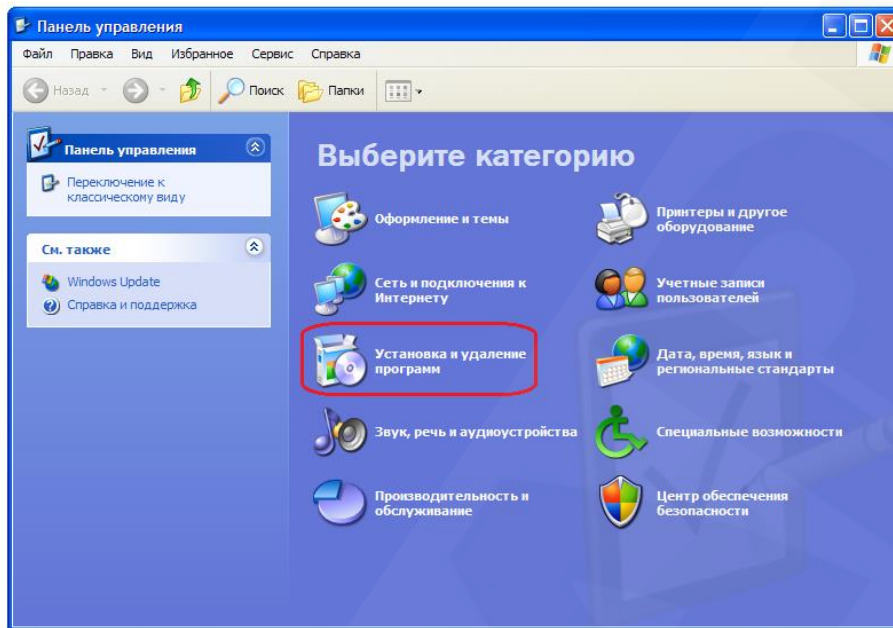 Панель управления
Файл Правка Вид Избранное Сервис Справка
Назад Поиск Папки
Панель управления
Переключение к
классическому виду
См. также
Windows Update
Справка и поддержка
Выберите категорию
Оформление и темы
Принтеры и другое
оборудование
Сеть и подключения к
Интернету
Учетные записи
пользователей
Установка и удаление
программ
Дата, время, язык и
региональные стандарты
Звук, речь и аудиоустройства
Специальные возможности
Производительность и
обслуживание
Центр обеспечения
безопасности